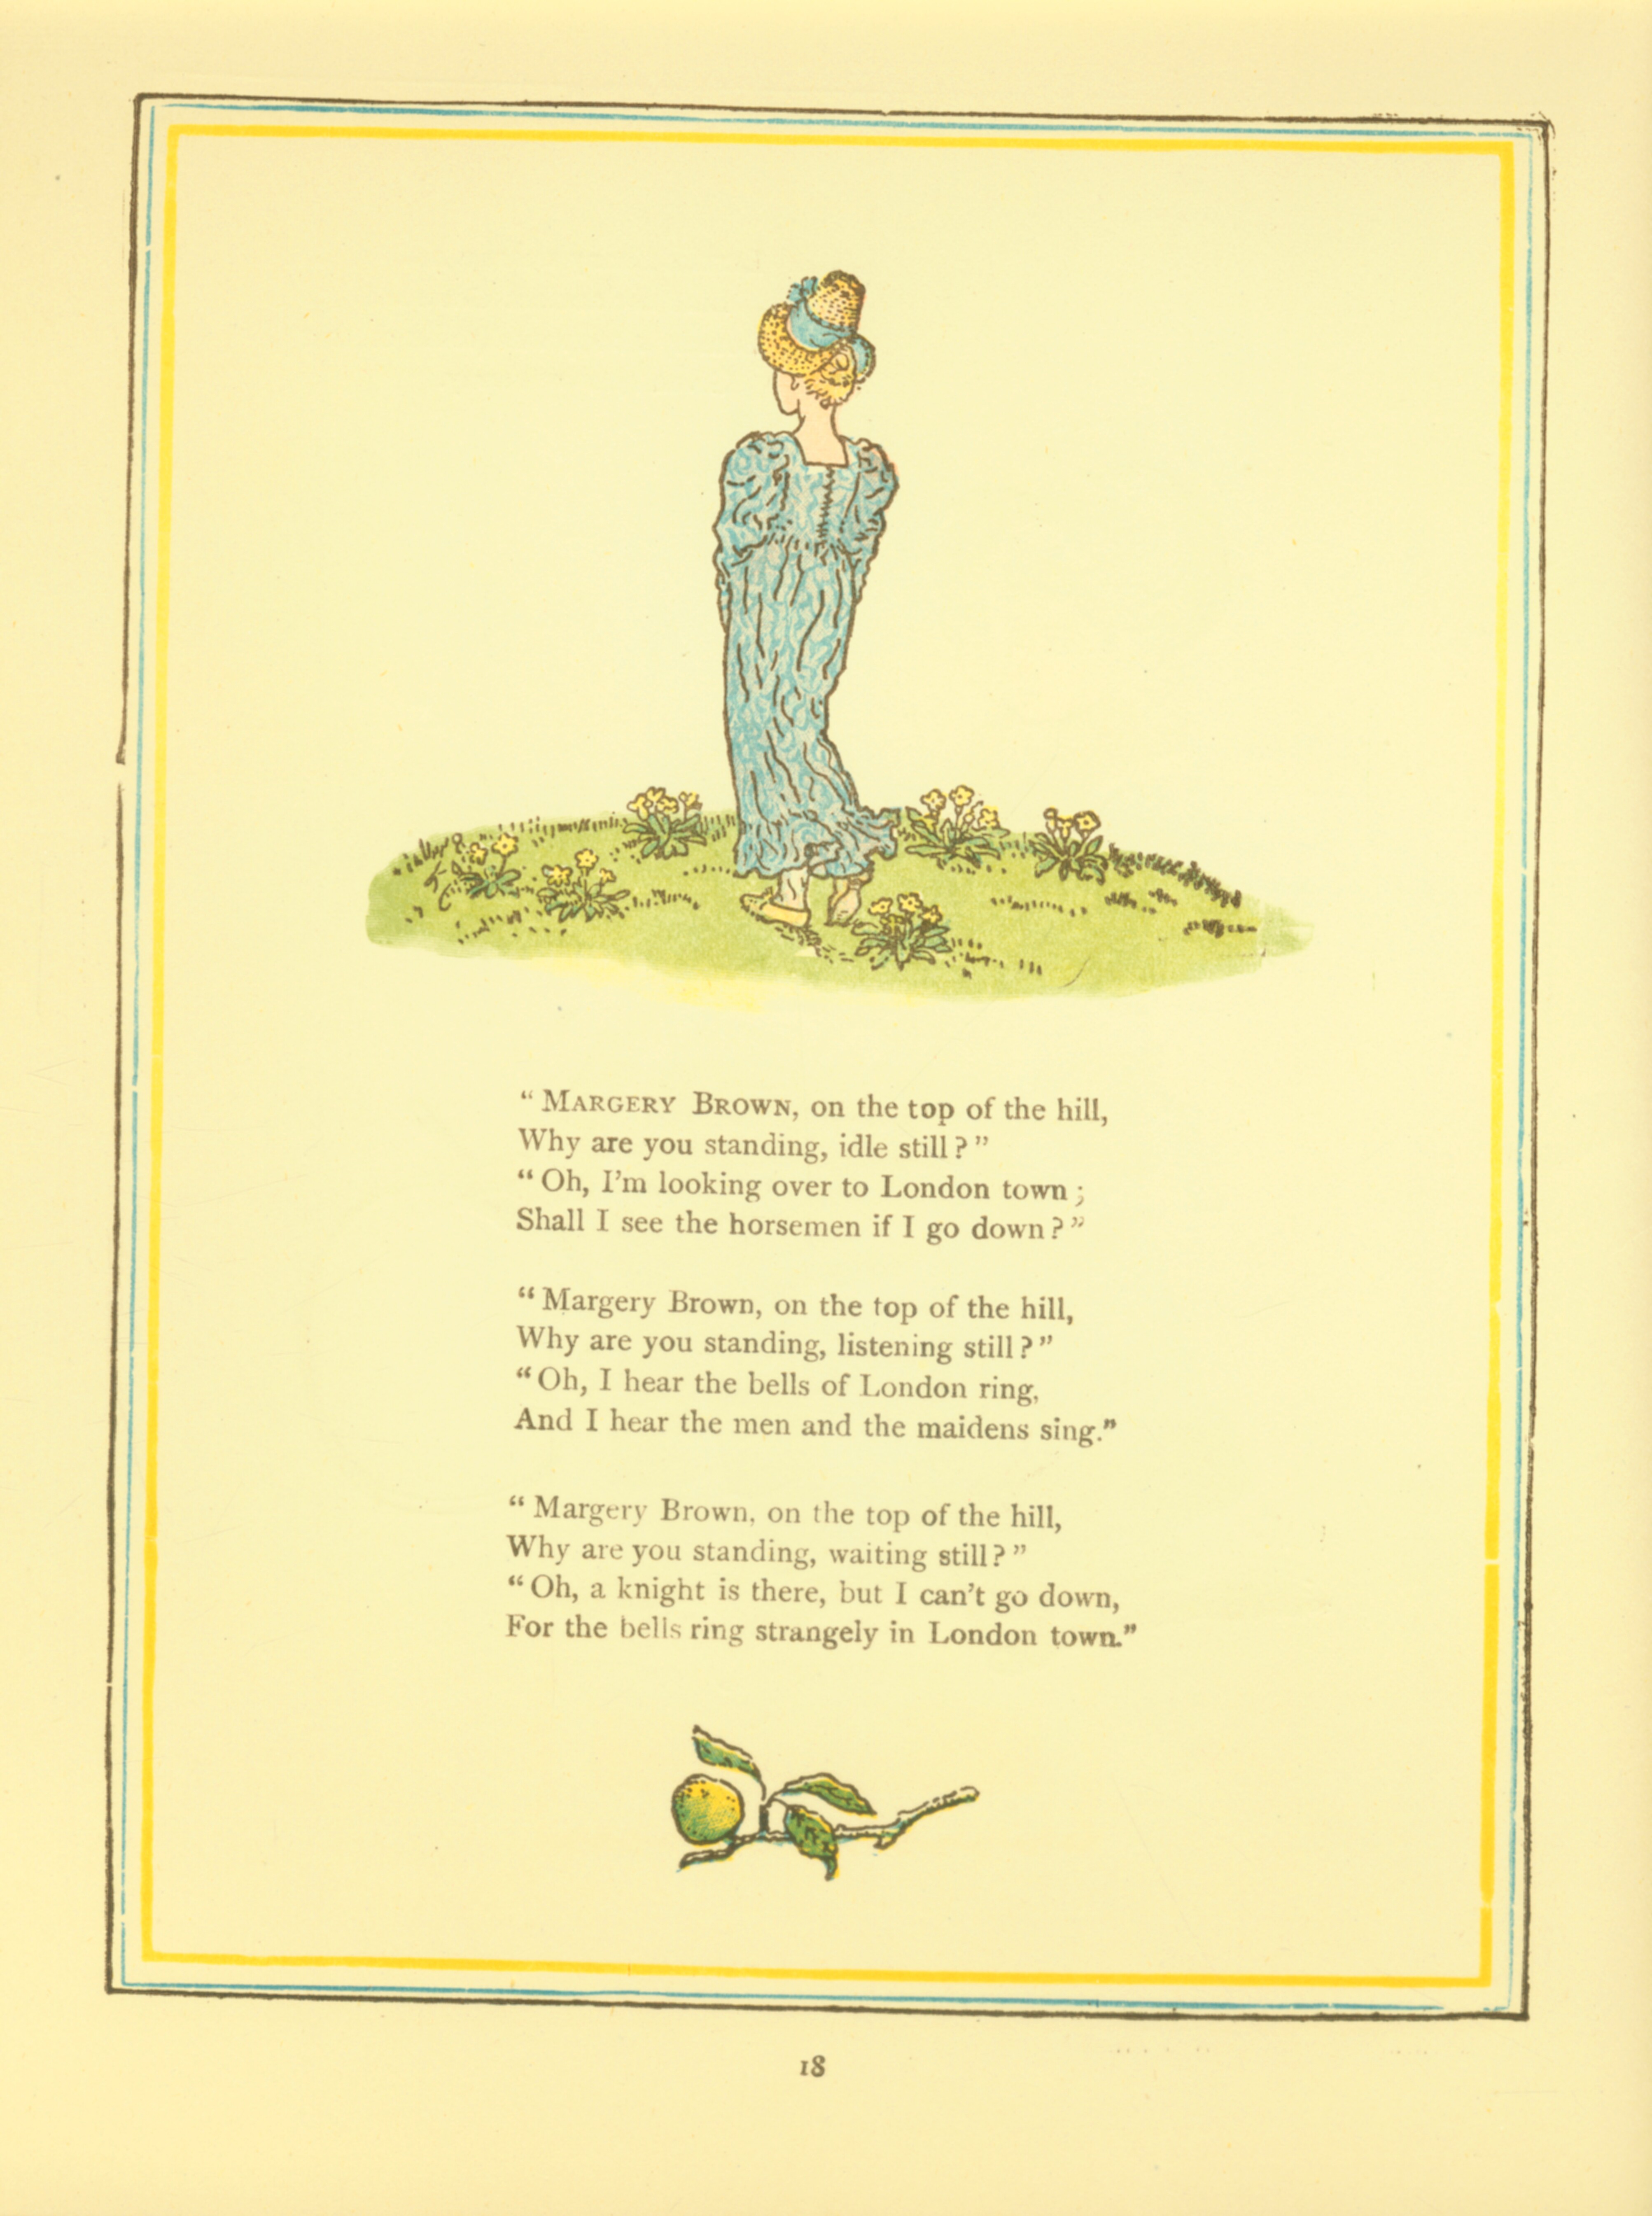 “ MARGERY BROWN, on the top of the hill,
Why are you standing, idle still ? ”
“ Oh, I’m looking over to London town ;
Shall I see the horsemen if I go down ? ”
“ Margery Brown, on the top of the hill,
Why are you standing, listening still ? ”
“ Oh, I hear the bells of London ring,
And I hear the men and the maidens sing.”
“ Margery Brown, on the top of the hill,
Why are you standing, waiting still ? ”
“ Oh, a knight is there, but I can’t go down,
For the bells ring strangely in London town.”
18